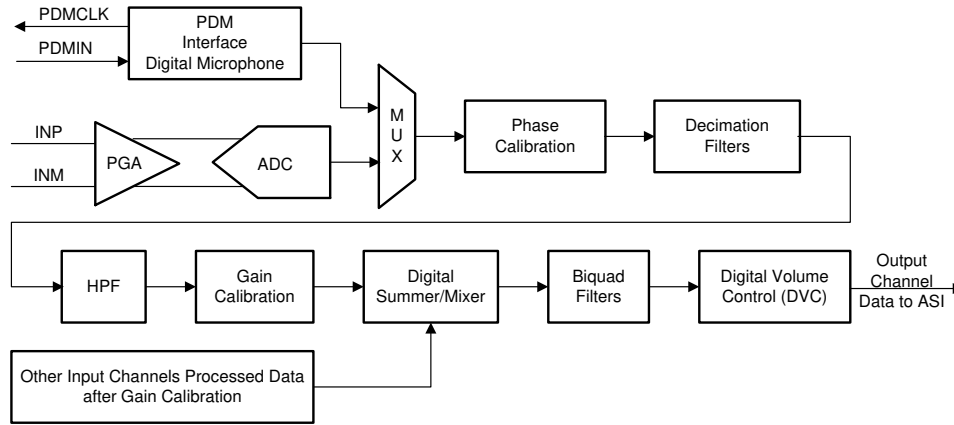 PDMCLK
PDMIN
PDM
Interface
Digital Microphone
INP
INM
PGA
ADC
M
U
X
Phase
Calibration
Decimation
Filters
HPF
Gain
Calibration
Digital
Summer/Mixer
Biquad
Filters
Digital Volume
Control (DVC)
Output
Channel
Data to ASI
Other Input Channels Processed Data
after Gain Calibration